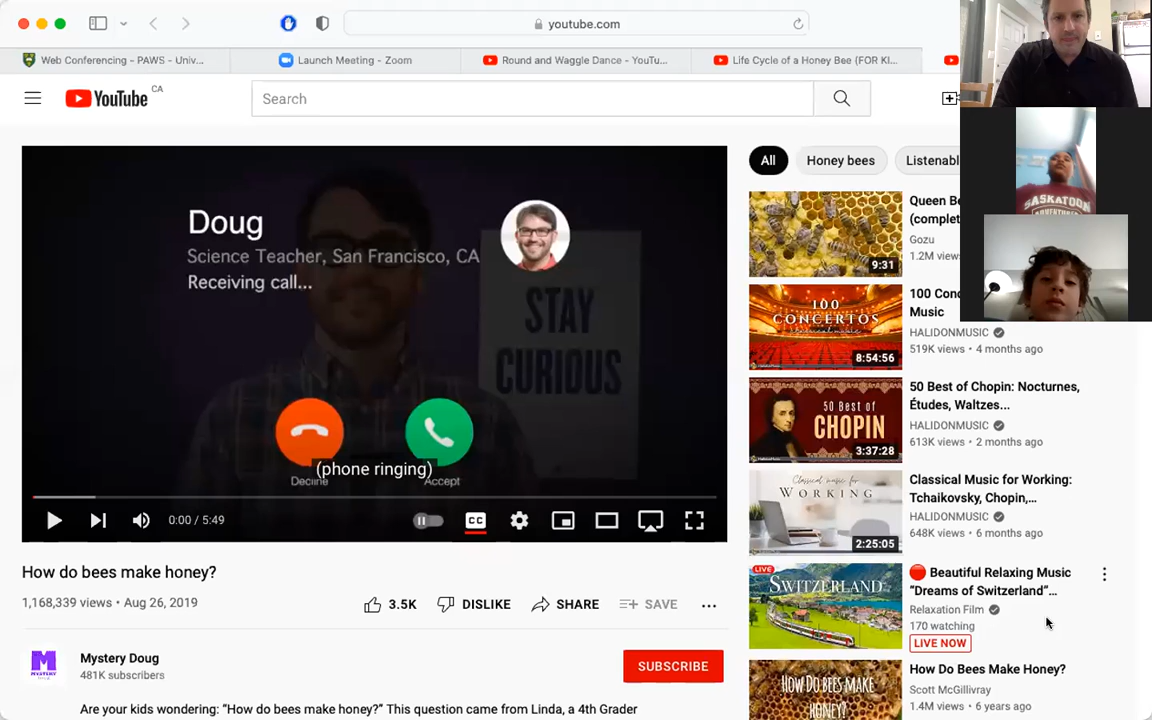 youtube.com
Web Conferencing - PAWS - Univ...
Launch Meeting - Zoom
Round and Waggle Dance - YouTu...
Life Cycle of a Honey Bee (FOR KI...
YouTube CA
Search
All
Honey bees
Listenable
Doug
Science Teacher, San Francisco, CA
Receiving call...
STAY
CURIOUS
(phone ringing)
Decline
Accept
0:00 / 5:49
CC
How do bees make honey?
1,168,339 views • Aug 26, 2019
3.5K
DISLIKE
SHARE
SAVE
Mystery Doug
481K subscribers
SUBSCRIBE
Are your kids wondering: "How do bees make honey?" This question came from Linda, a 4th Grader
9:31
Queen Be
(complet
Gozu
1.2M view
100
CONCERTOS
8:54:56
100 Conc
Music
HALIDONMUSIC
519K views • 4 months ago
50 Best of
CHOPIN
3:37:28
50 Best of Chopin: Nocturnes,
Études, Waltzes...
HALIDONMUSIC
613K views • 2 months ago
Classical music for
WORKING
2:25:05
Classical Music for Working:
Tchaikovsky, Chopin,...
HALIDONMUSIC
648K views • 6 months ago
LIVE
SWITZERLAND
Beautiful Relaxing Music
"Dreams of Switzerland"...
Relaxation Film
170 watching
LIVE NOW
HOW DO BEES MAKE
HONEY?
How Do Bees Make Honey?
Scott McGillivray
1.4M views • 6 years ago
SASKATOON